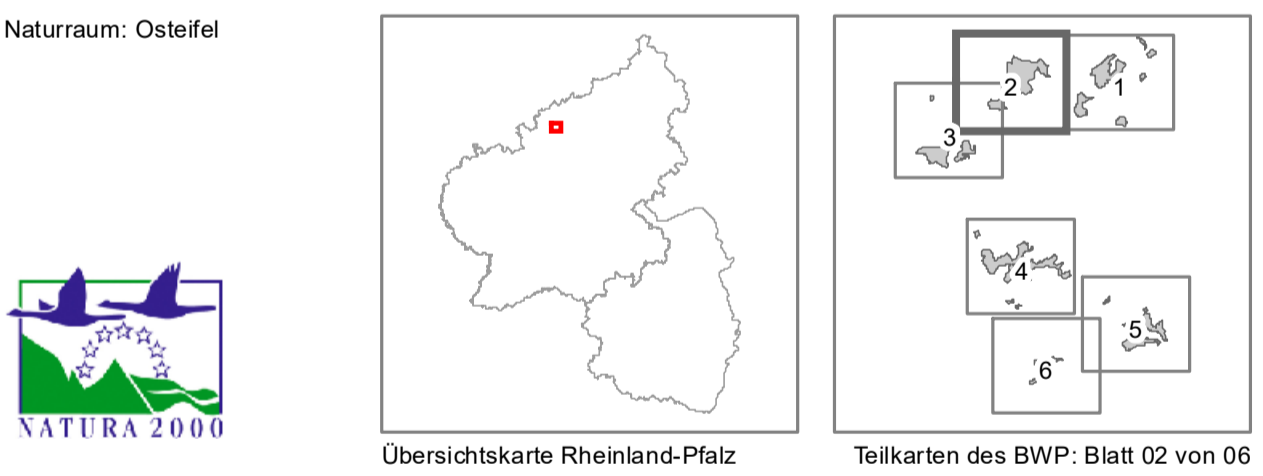 Naturraum: Osteifel
NATURA 2000
Übersichtskarte Rheinland-Pfalz
2
1
3
4
5
6
Teilkarten des BWP: Blatt 02 von 06